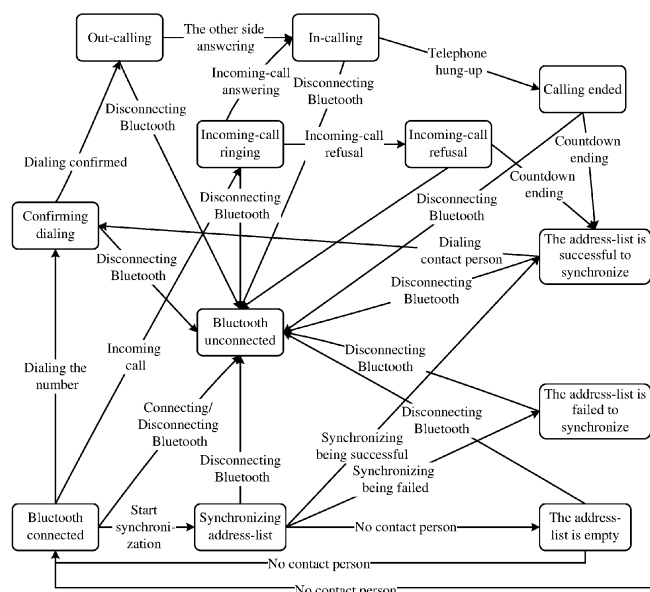 Out-calling
The other side
answering
In-calling
Telephone
hung-up
Calling ended
Incoming-call
answering
Disconnecting
Bluetooth
Disconnecting
Bluetooth
Incoming-call
ringing
Incoming-call
refusal
Incoming-call
refusal
Countdown
ending
Dialing confirmed
Countdown
ending
Disconnecting
Bluetooth
Disconnecting
Bluetooth
Confirming
dialing
Dialing
contact person
The address-list is
successful to
synchronize
Disconnecting
Bluetooth
Disconnecting
Bluetooth
Bluetooth
unconnected
Dialing the
number
Incoming
call
Disconnecting
Bluetooth
Connecting/
Disconnecting
Bluetooth
Disconnecting
Bluetooth
The address-list
is failed to
synchronize
Synchronizing
being successful
Disconnecting
Bluetooth
Synchronizing
being failed
Bluetooth
connected
Start
synchroni-
zation
Synchronizing
address-list
No contact person
The address-
list is empty
No contact person
No contact person